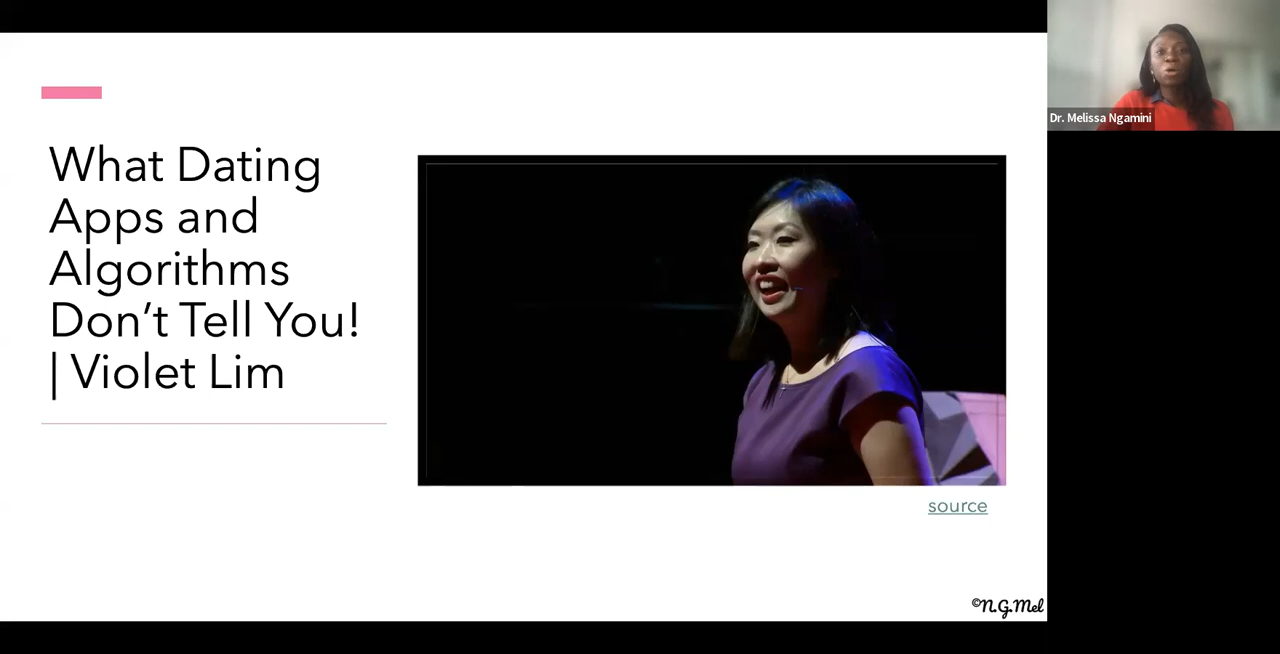 What Dating
Apps and
Algorithms
Don’t Tell You!
| Violet Lim
source
©N.G.Mel
Dr. Melissa Ngamini